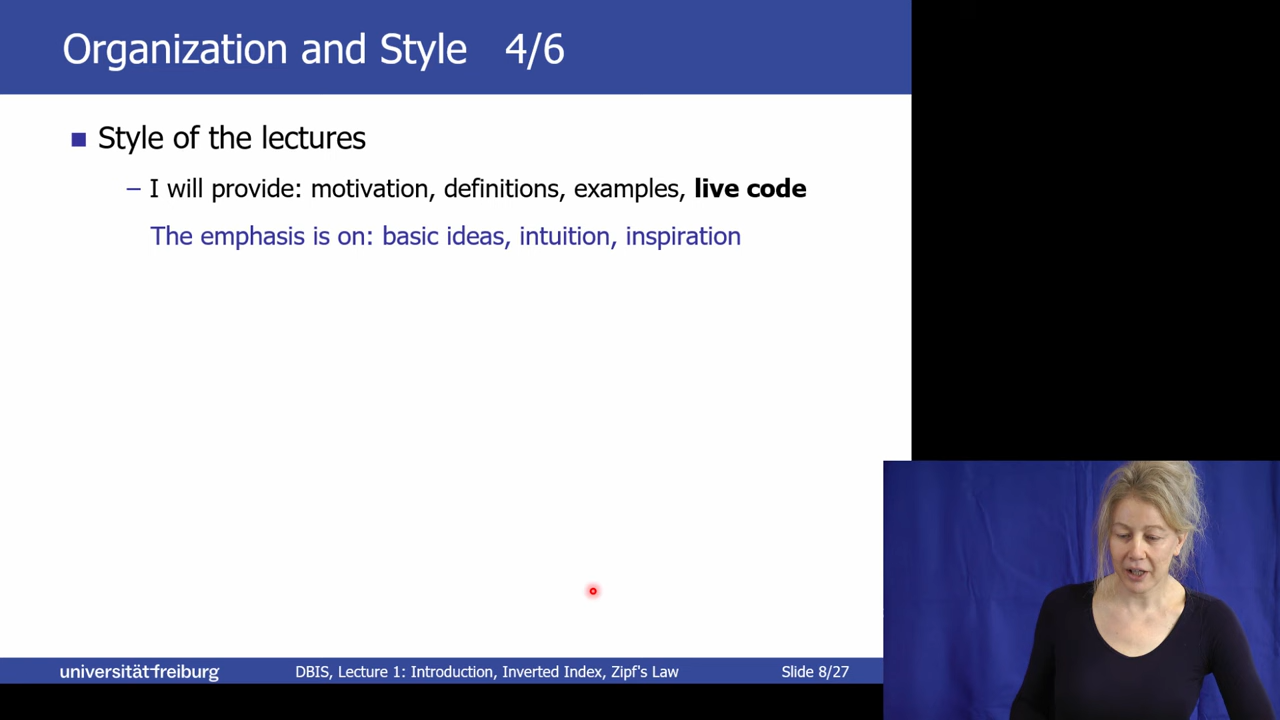 Organization and Style 4/6
Style of the lectures
– I will provide: motivation, definitions, examples, live code
The emphasis is on: basic ideas, intuition, inspiration
universität freiburg DBIS, Lecture 1: Introduction, Inverted Index, Zipf's Law Slide 8/27